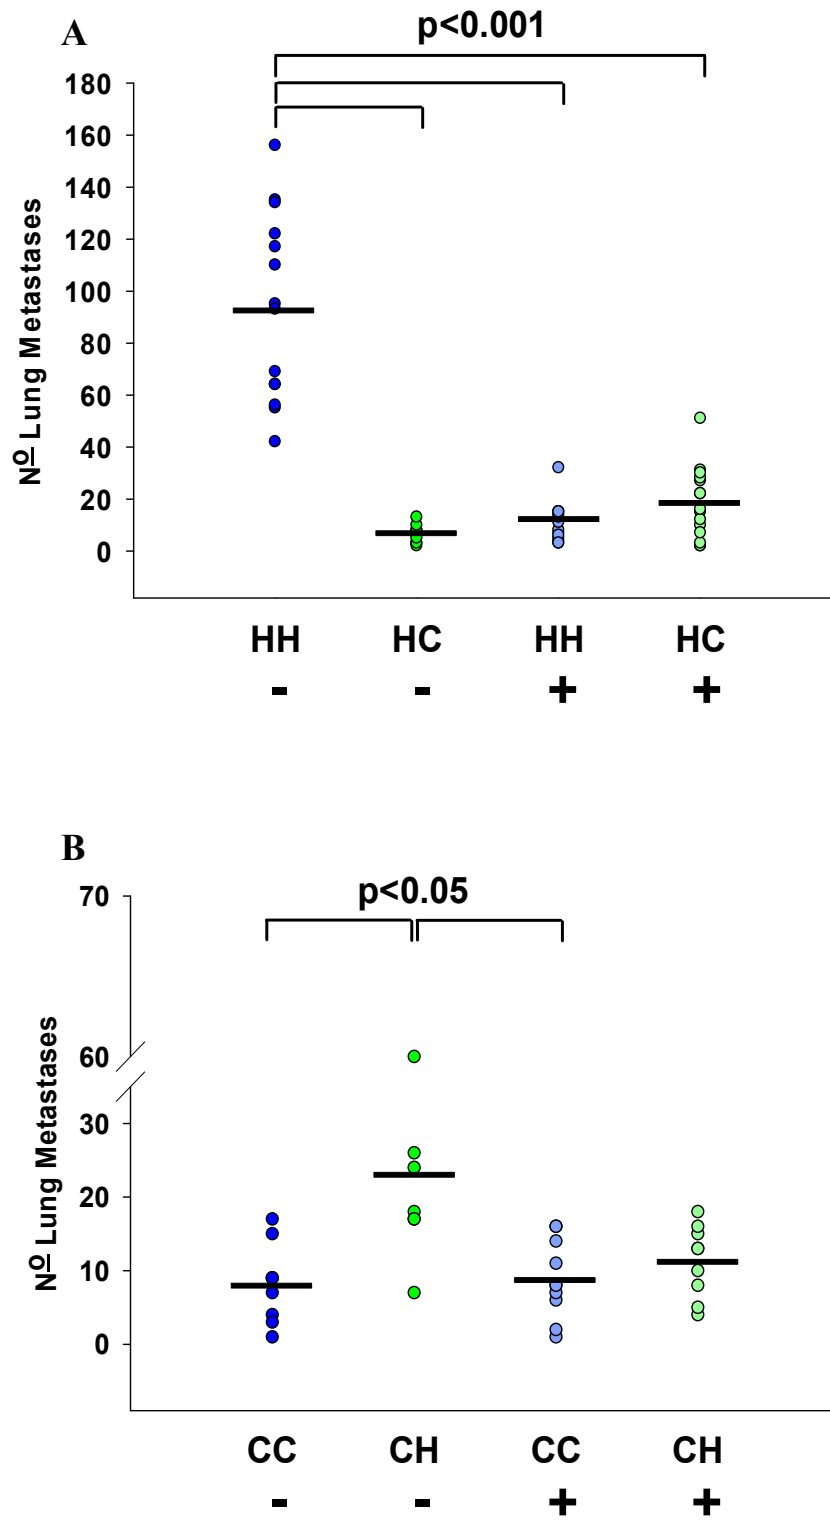 A
p<0.001
180
160
140
120
100
80
60
40
20
0
Nº Lung Metastases
HH HC HH HC
- - + +
B
p<0.05
70
60
30
20
10
0
Nº Lung Metastases
CC CH CC CH
- - + +